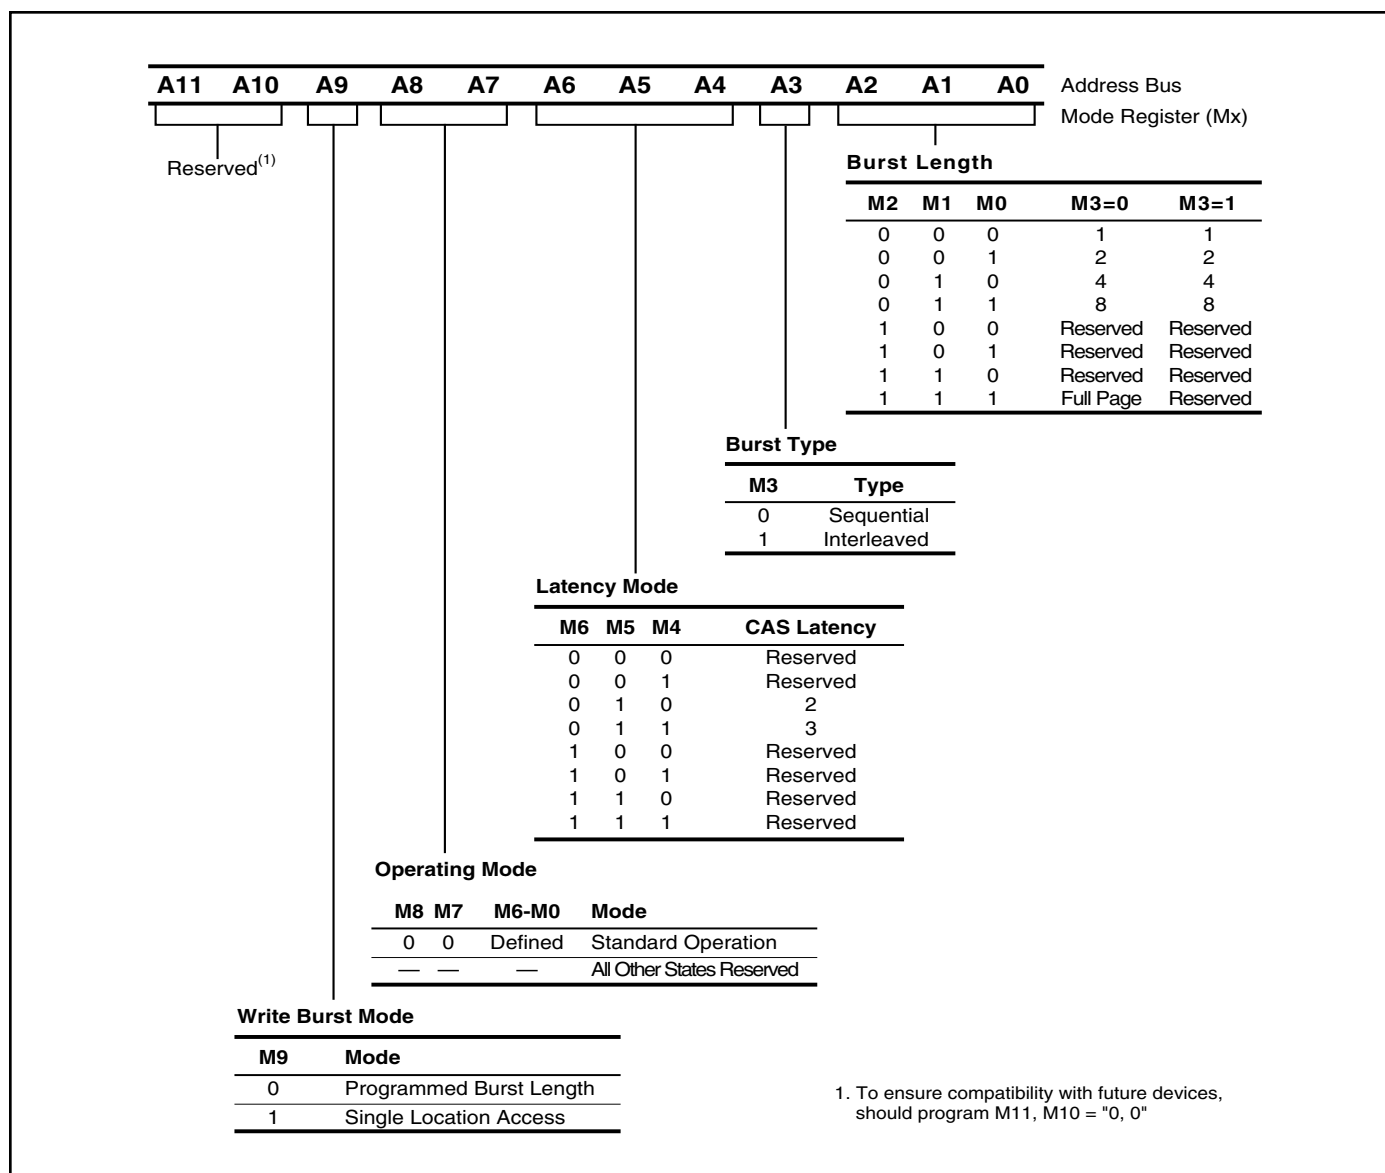 A11 A10 A9 A8 A7 A6 A5 A4 A3 A2 A1 A0 Address Bus
Mode Register (Mx)
Reserved(1)
Burst Length
M2 M1 M0 M3=0 M3=1
0 0 0 1 1
0 0 1 2 2
0 1 0 4 4
0 1 1 8 8
1 0 0 Reserved Reserved
1 0 1 Reserved Reserved
1 1 0 Reserved Reserved
1 1 1 Full Page Reserved
Burst Type
M3 Type
0 Sequential
1 Interleaved
Latency Mode
M6 M5 M4 CAS Latency
0 0 0 Reserved
0 0 1 Reserved
0 1 0 2
0 1 1 3
1 0 0 Reserved
1 0 1 Reserved
1 1 0 Reserved
1 1 1 Reserved
Operating Mode
M8 M7 M6-M0 Mode
0 0 Defined Standard Operation
— — — All Other States Reserved
Write Burst Mode
M9 Mode
0 Programmed Burst Length
1 Single Location Access
1. To ensure compatibility with future devices,
should program M11, M10 = "0, 0"